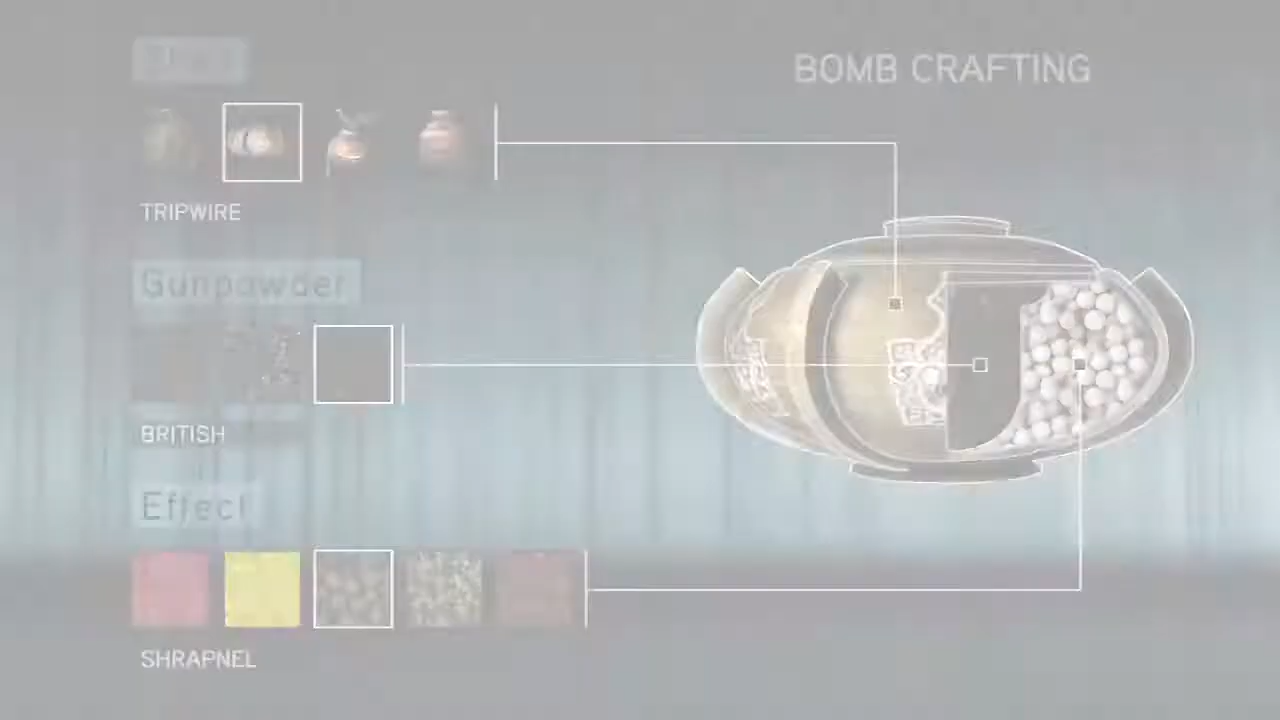 BOMB CRAFTING
TRIPWIRE
Gunpowder
BRITISH
Effect
SHRAPNEL